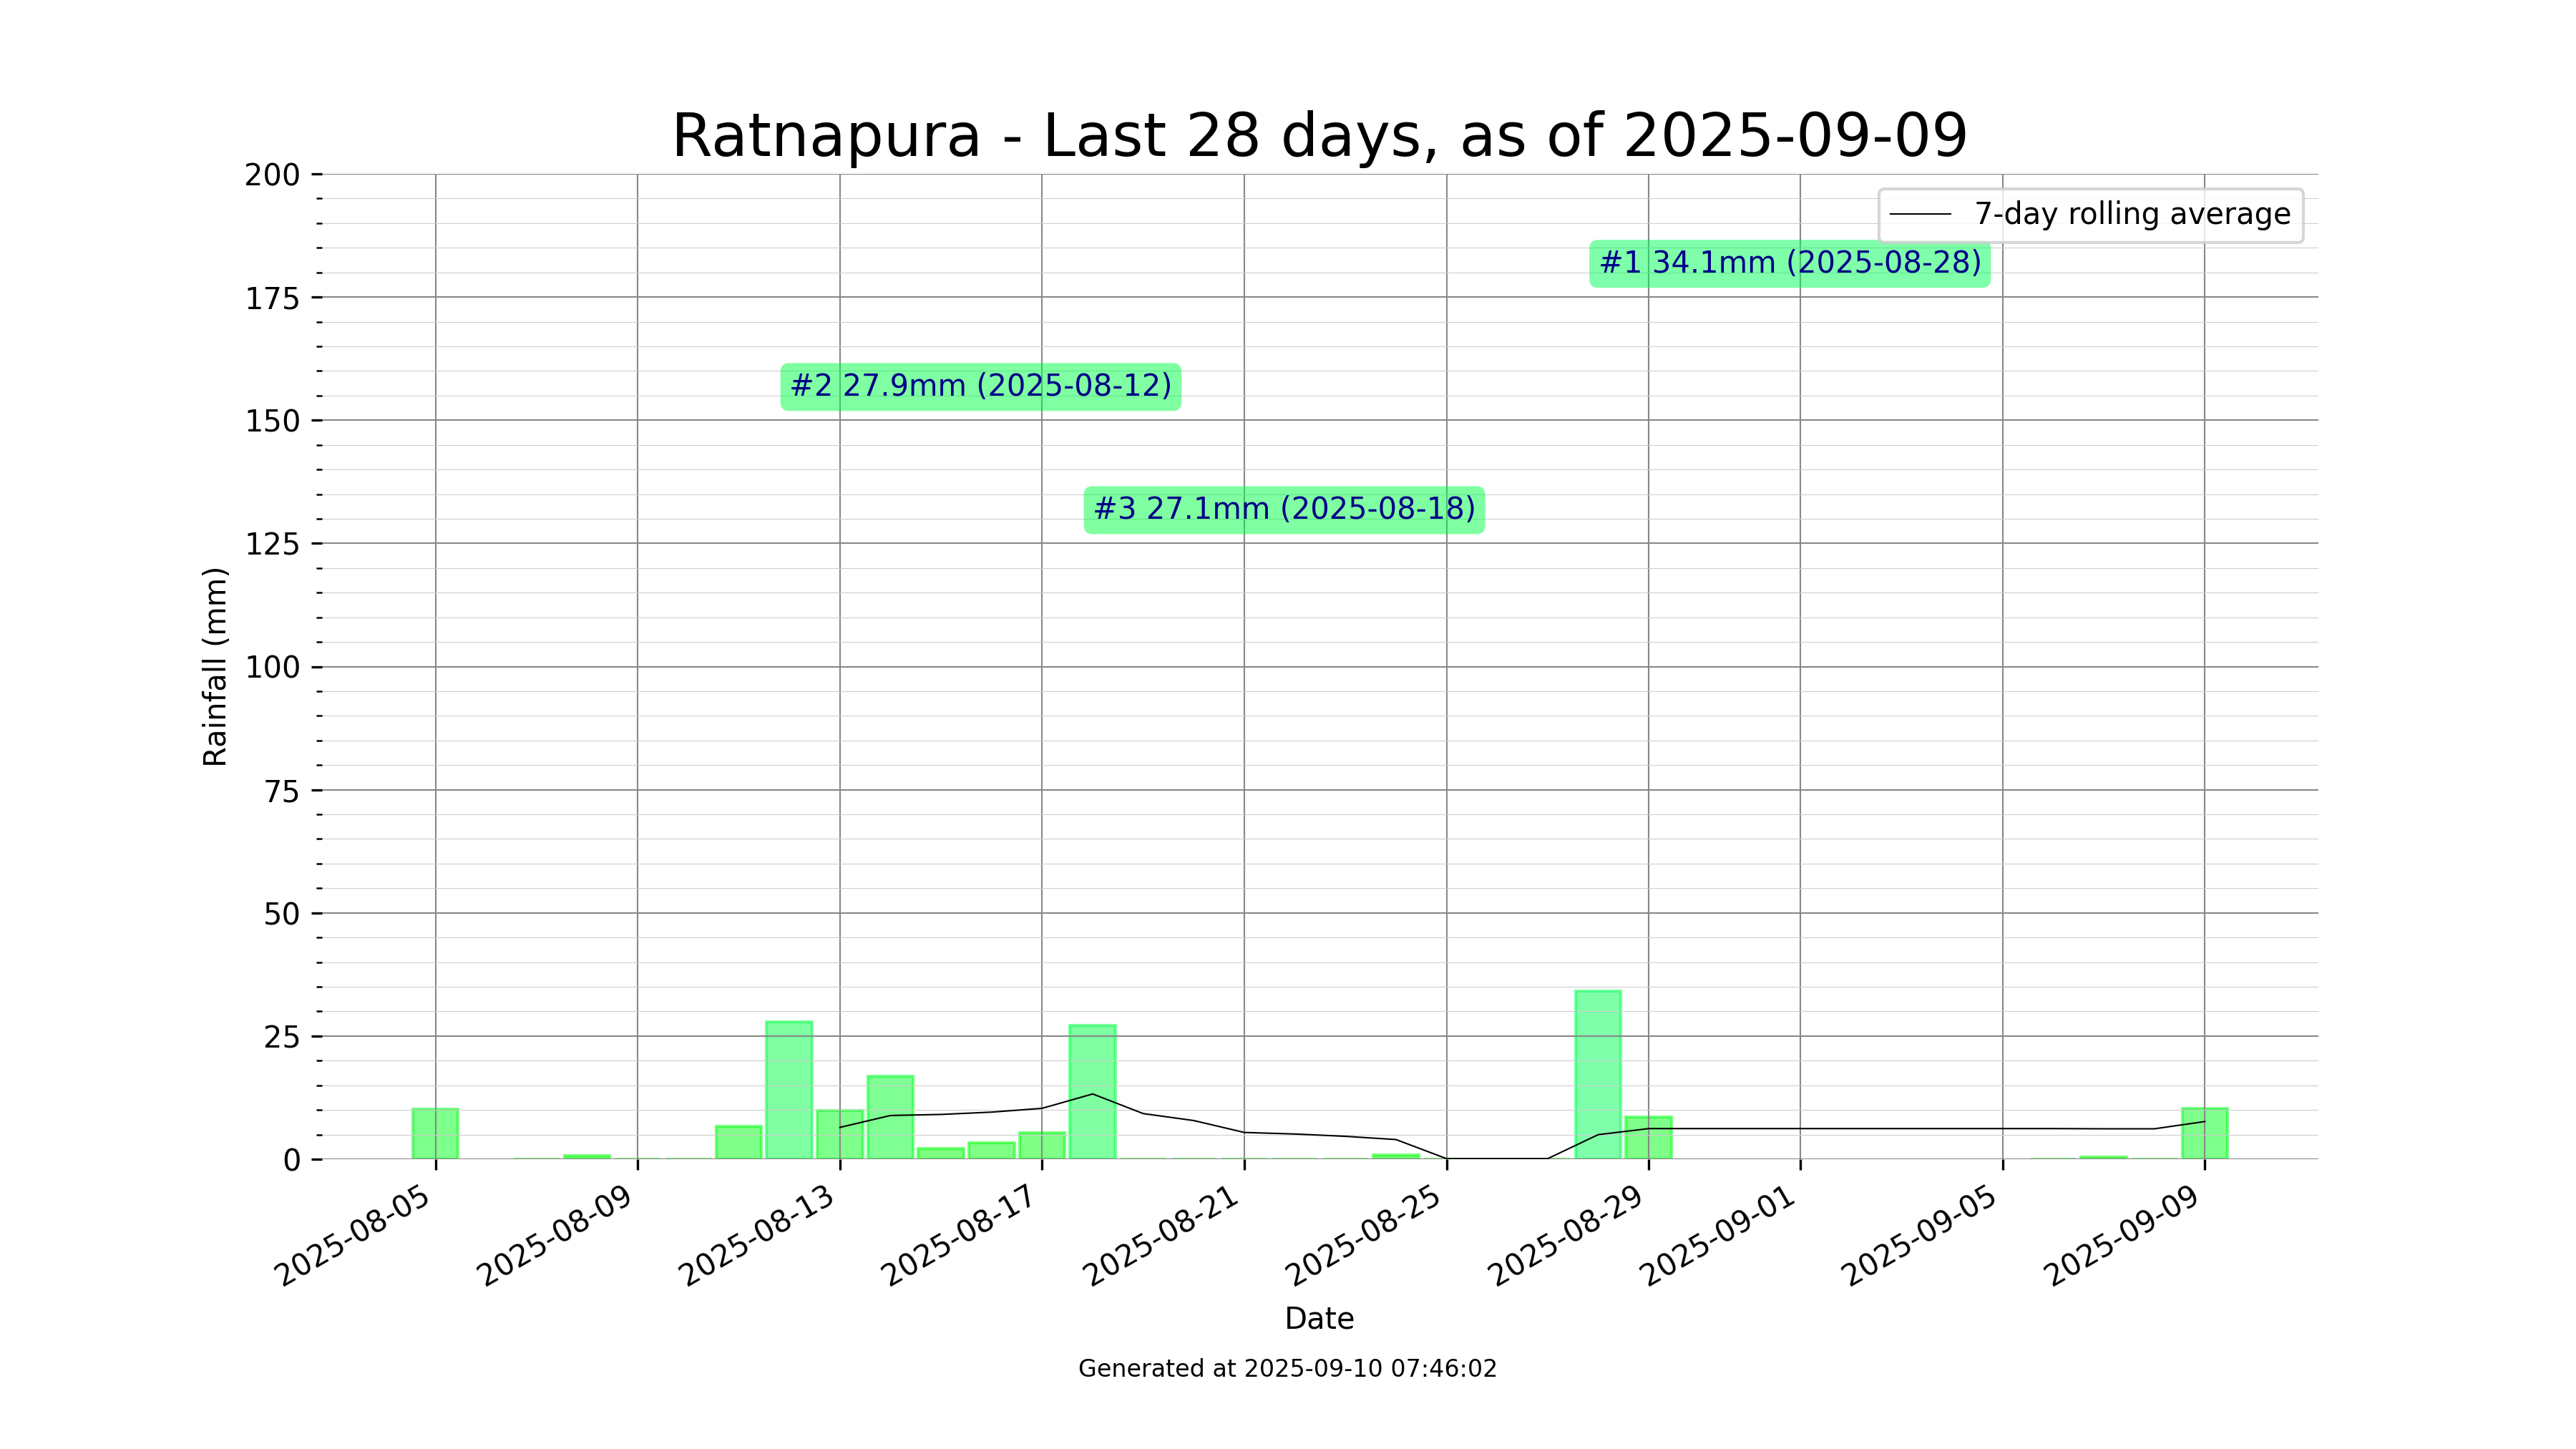 Ratnapura - Last 28 days, as of 2025-09-09
7-day rolling average
#1 34.1mm (2025-08-28)
#2 27.9mm (2025-08-12)
#3 27.1mm (2025-08-18)
Rainfall (mm)
200
175
150
125
100
75
50
25
0
2025-08-05
2025-08-09
2025-08-13
2025-08-17
2025-08-21
2025-08-25
2025-08-29
2025-09-01
2025-09-05
2025-09-09
Date
Generated at 2025-09-10 07:46:02